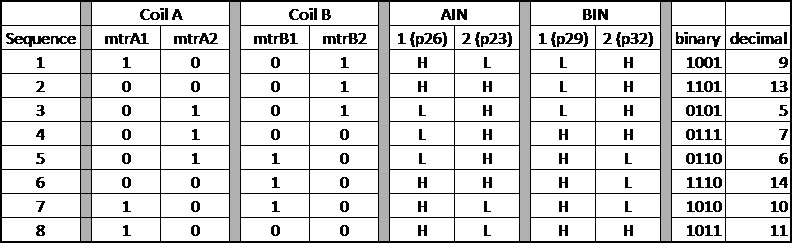 Coil A Coil B AIN BIN
Sequence mtrA1 mtrA2 mtrB1 mtrB2 1 (p26) 2 (p23) 1 (p29) 2 (p32) binary decimal
1 1 0 0 1 H L L H 1001 9
2 0 0 0 1 H H L H 1101 13
3 0 1 0 1 L H L H 0101 5
4 0 1 0 0 L H H H 0111 7
5 0 1 1 0 L H H L 0110 6
6 0 0 1 0 H H H L 1110 14
7 1 0 1 0 H L H L 1010 10
8 1 0 0 0 H L H H 1011 11